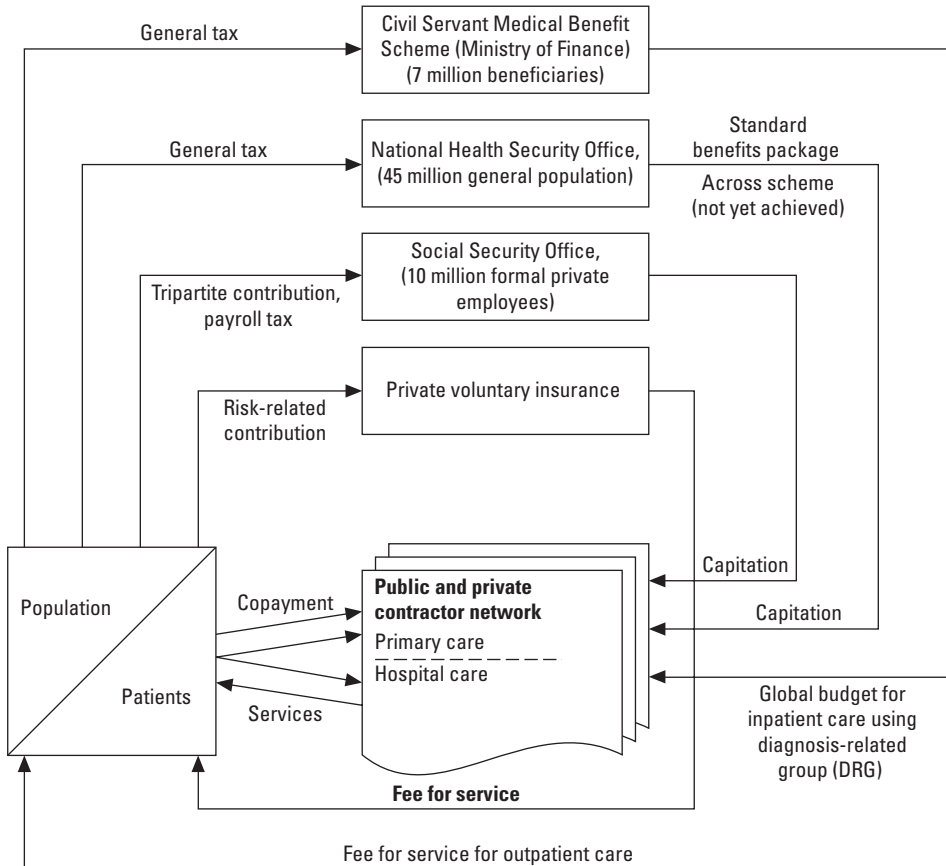 General tax
Civil Servant Medical Benefit
Scheme (Ministry of Finance)
(7 million beneficiaries)
General tax
National Health Security Office,
(45 million general population)
Standard
benefits package
Across scheme
(not yet achieved)
Tripartite contribution,
payroll tax
Social Security Office,
(10 million formal private
employees)
Risk-related
contribution
Private voluntary insurance
Population
Patients
Copayment
Services
Public and private
contractor network
Primary care
Hospital care
Capitation
Capitation
Global budget for
inpatient care using
diagnosis-related
group (DRG)
Fee for service
Fee for service for outpatient care